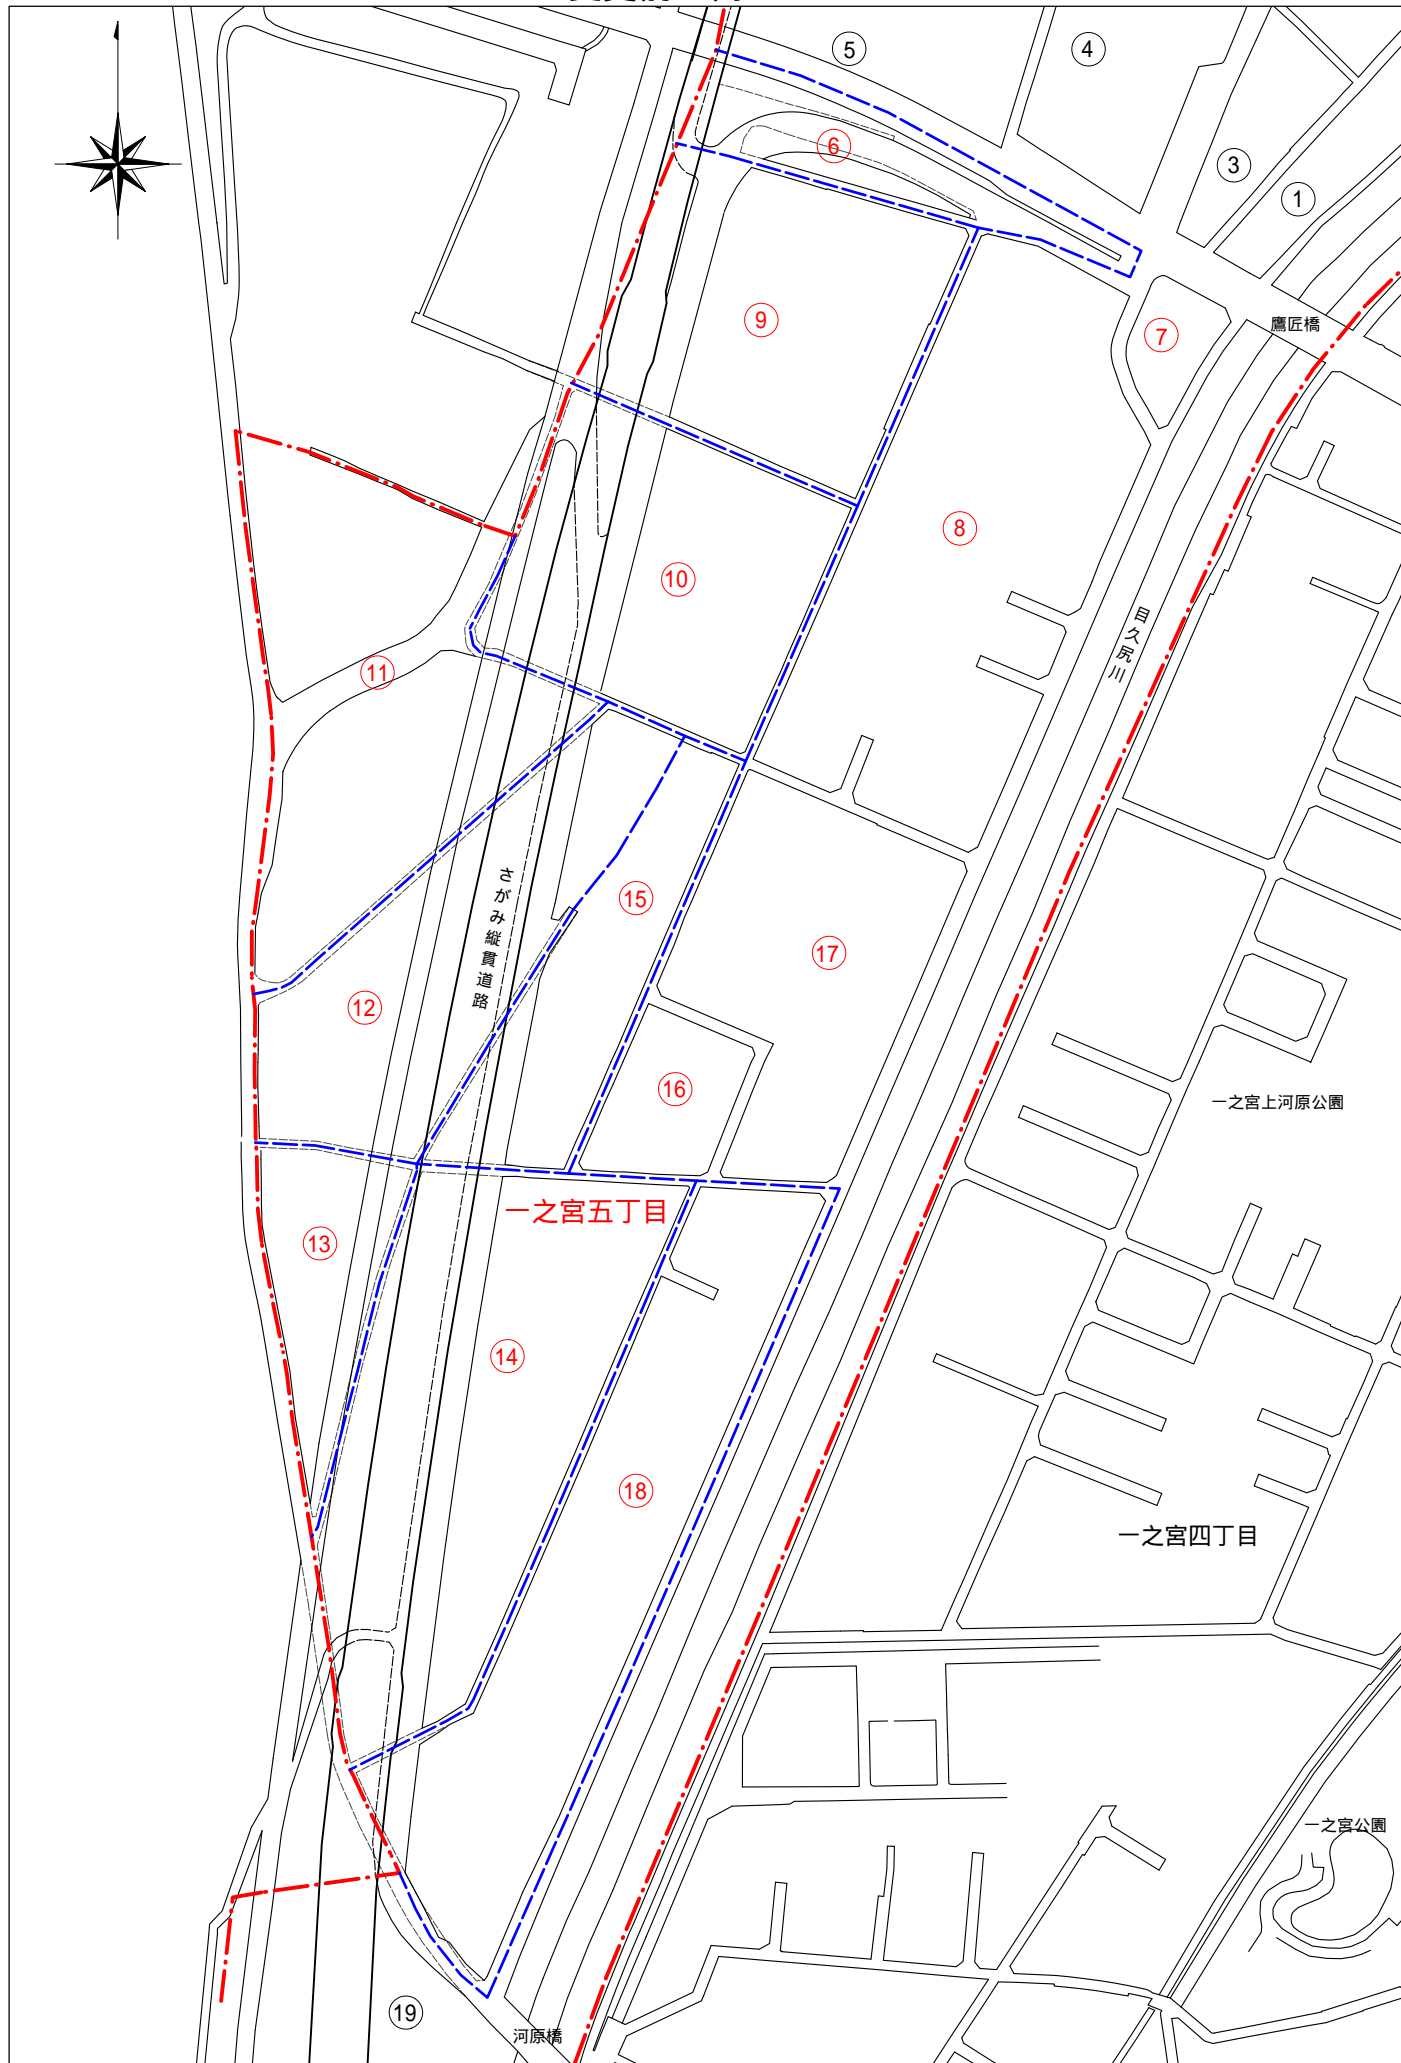 ⑤
④
⑥
③
①
⑨
⑦
鷹匠橋
⑧
⑩
目久尻川
⑪
さがみ縦貫道路
⑮
⑰
⑫
⑯
一之宮上河原公園
一之宮五丁目
⑬
⑭
⑱
一之宮四丁目
一之宮公園
⑲
河原橋